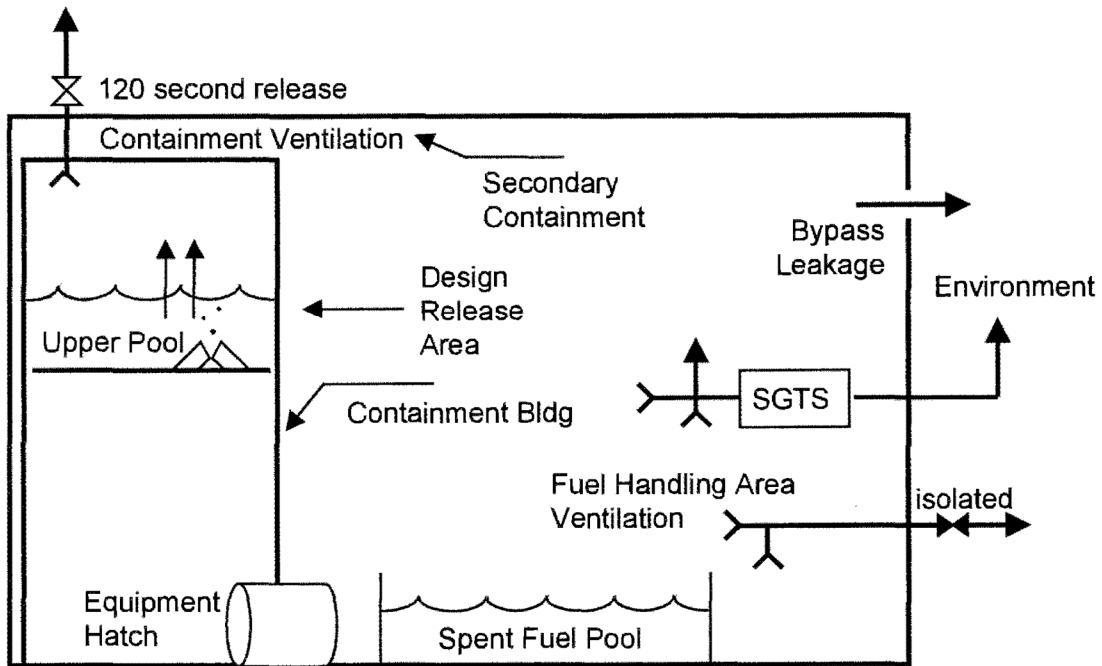 120 second release
Containment Ventilation
Secondary
Containment
Bypass
Leakage
Design
Release
Area
Environment
Upper Pool
SGTS
Containment Bldg
Fuel Handling Area
Ventilation
isolated
Equipment
Hatch
Spent Fuel Pool